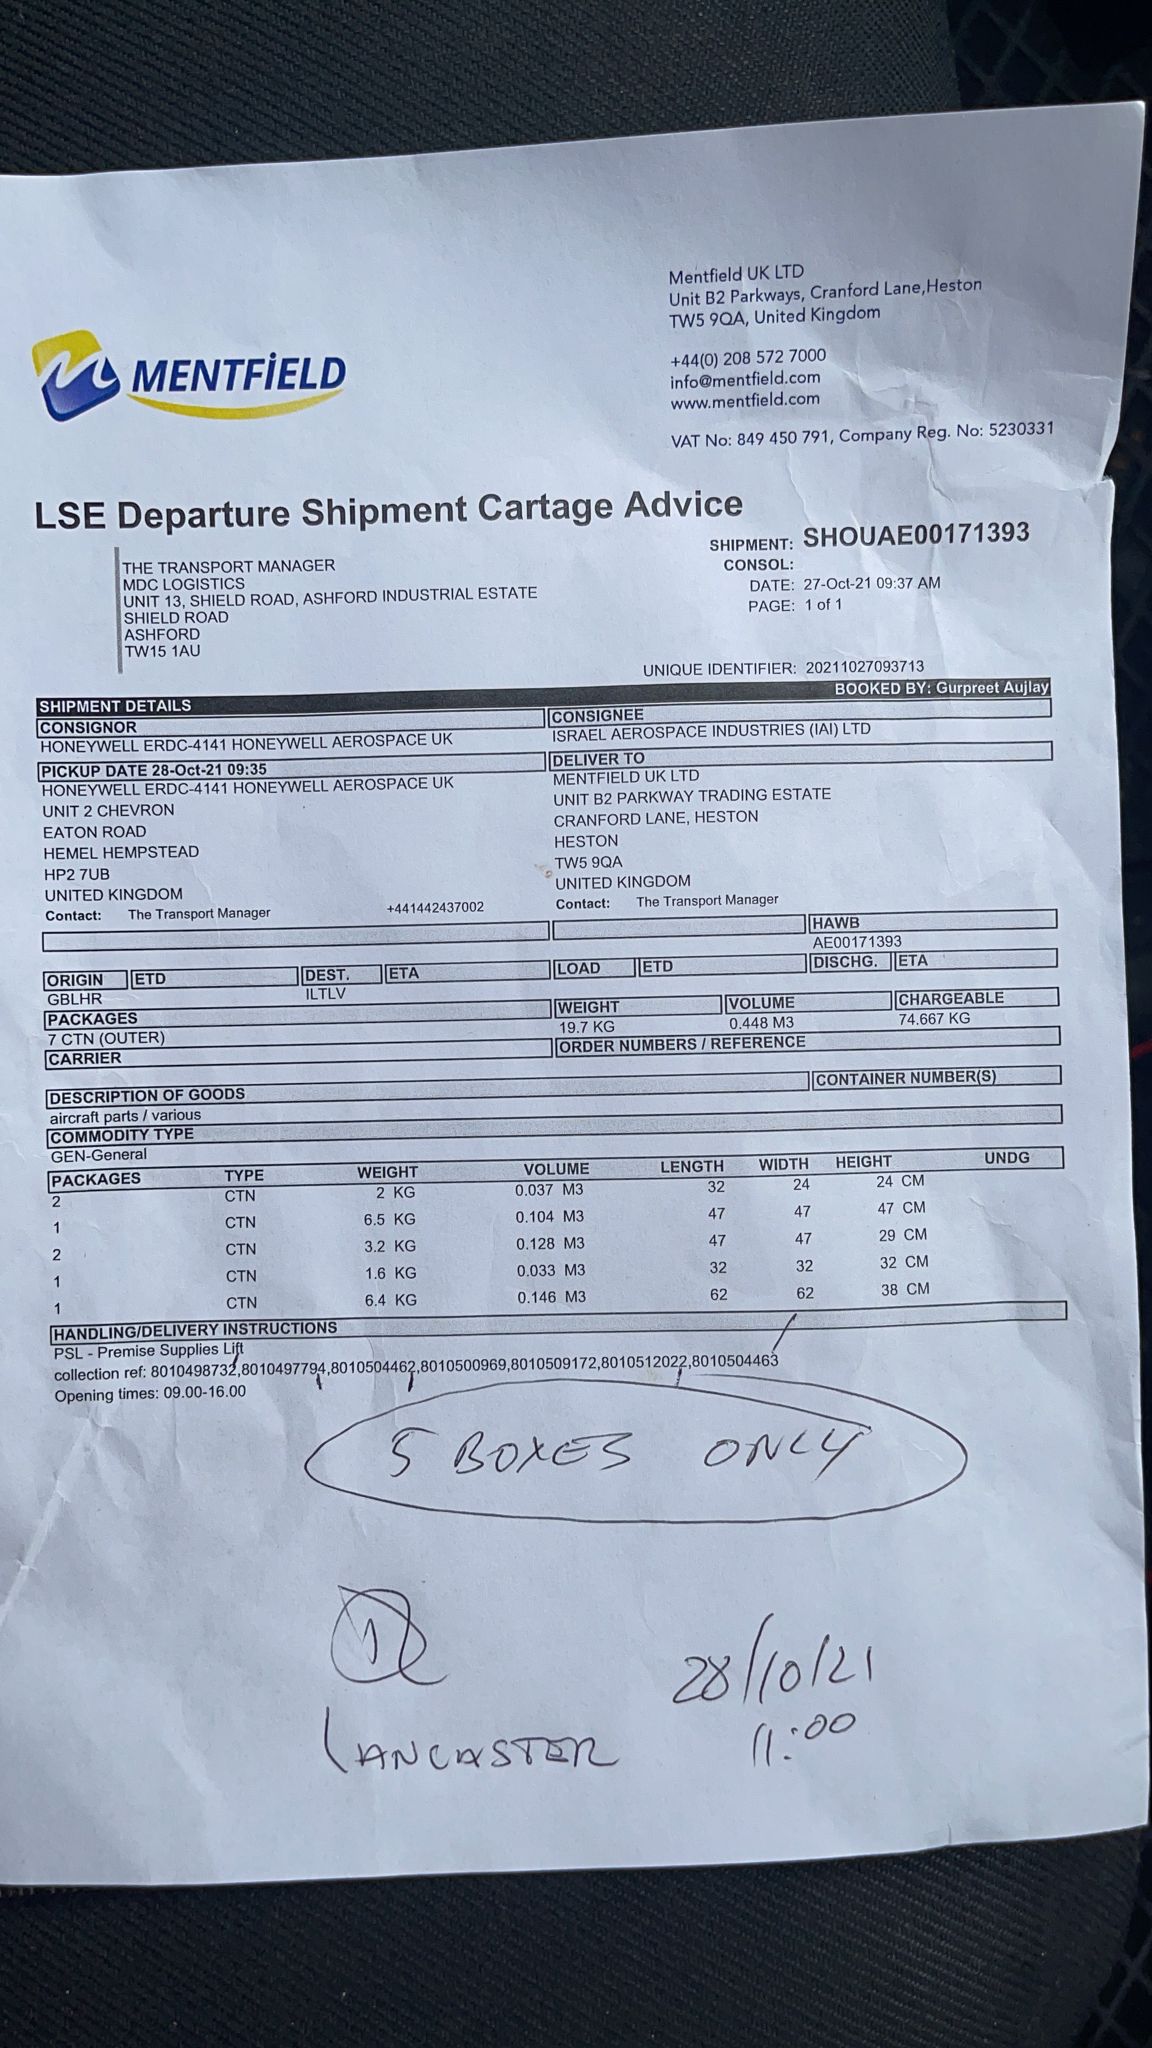 Mentfield UK LTD
Unit B2 Parkways, Cranford Lane,Heston
TW5 9QA, United Kingdom
+44(0) 208 572 7000
info@mentfield.com
www.mentfield.com
VAT No: 849 450 791, Company Reg. No: 5230331
MENTFiELD
LSE Departure Shipment Cartage Advice
SHIPMENT: SHOUAE00171393
CONSOL:
DATE: 27-Oct-21 09:37 AM
PAGE: 1 of 1
THE TRANSPORT MANAGER
MDC LOGISTICS
UNIT 13, SHIELD ROAD, ASHFORD INDUSTRIAL ESTATE
SHIELD ROAD
ASHFORD
TW15 1AU
UNIQUE IDENTIFIER: 20211027093713
SHIPMENT DETAILS BOOKED BY: Gurpreet Aujlay
CONSIGNOR CONSIGNEE
HONEYWELL ERDC-4141 HONEYWELL AEROSPACE UK ISRAEL AEROSPACE INDUSTRIES (IAI) LTD
PICKUP DATE 28-Oct-21 09:35 DELIVER TO
HONEYWELL ERDC-4141 HONEYWELL AEROSPACE UK MENTFIELD UK LTD
UNIT 2 CHEVRON UNIT B2 PARKWAY TRADING ESTATE
EATON ROAD CRANFORD LANE, HESTON
HEMEL HEMPSTEAD HESTON
HP2 7UB TW5 9QA
UNITED KINGDOM UNITED KINGDOM
Contact: The Transport Manager +441442437002 Contact: The Transport Manager
HAWB
AE00171393
ORIGIN ETD DEST. ETA LOAD ETD DISCHG. ETA
GBLHR ILTLV
PACKAGES WEIGHT VOLUME CHARGEABLE
7 CTN (OUTER) 19.7 KG 0.448 M3 74.667 KG
CARRIER ORDER NUMBERS / REFERENCE
DESCRIPTION OF GOODS CONTAINER NUMBER(S)
aircraft parts / various
COMMODITY TYPE
GEN-General
PACKAGES TYPE WEIGHT VOLUME LENGTH WIDTH HEIGHT UNDG
2 CTN 2 KG 0.037 M3 32 24 24 CM
1 CTN 6.5 KG 0.104 M3 47 47 47 CM
2 CTN 3.2 KG 0.128 M3 47 47 29 CM
1 CTN 1.6 KG 0.033 M3 32 32 32 CM
1 CTN 6.4 KG 0.146 M3 62 62 38 CM
HANDLING/DELIVERY INSTRUCTIONS
PSL - Premise Supplies Lift
collection ref: 8010498732,8010497794,8010504462,8010500969,8010509172,8010512022,8010504463
Opening times: 09.00-16.00
5 BOXES ONLY
LANCASTER
28/10/21
11:00